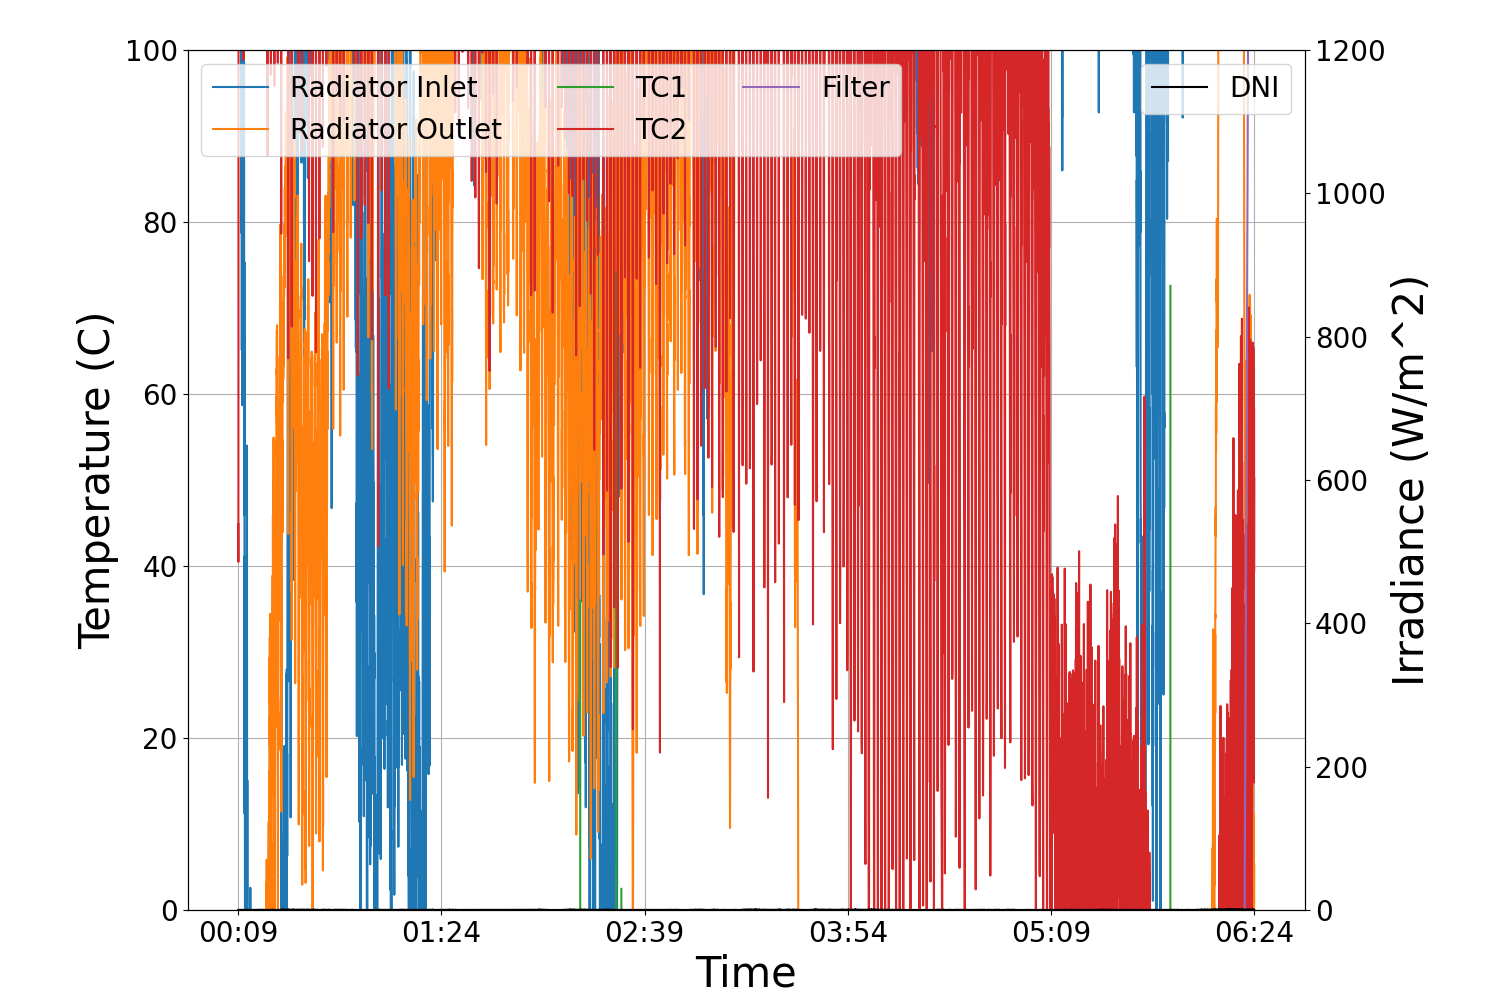 100
80
60
40
20
0
Temperature (C)
Radiator Inlet
Radiator Outlet
TC1
TC2
Filter
DNI
1200
1000
800
600
400
200
0
Irradiance (W/m^2)
00:09
01:24
02:39
03:54
05:09
06:24
Time